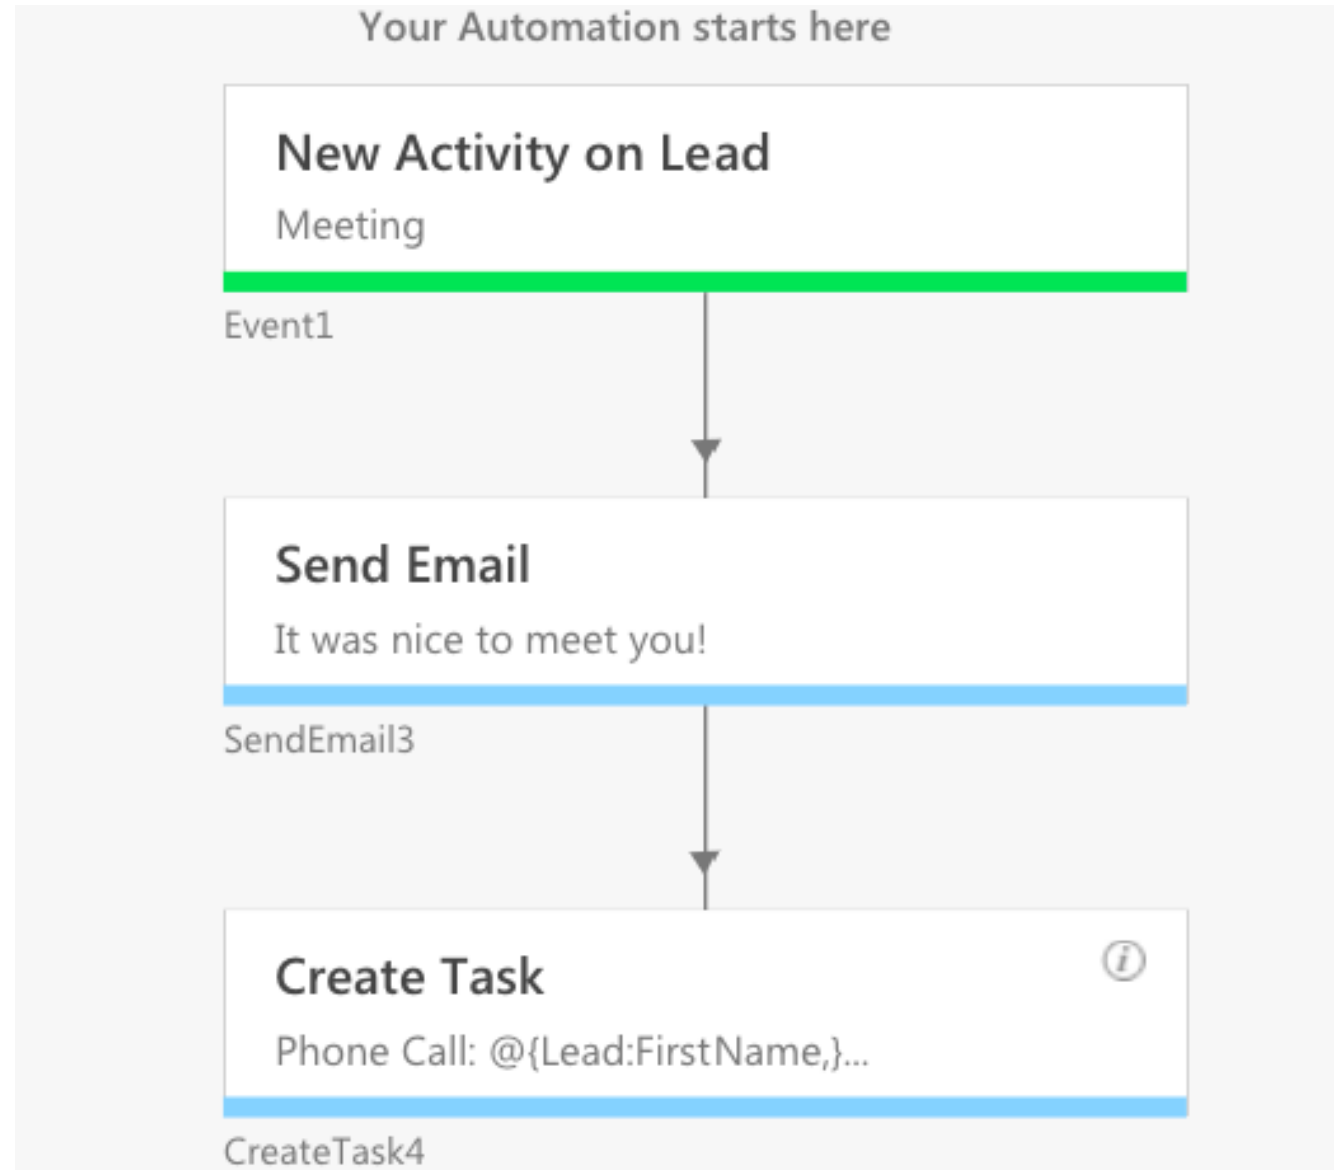 Your Automation starts here
New Activity on Lead
Meeting
Event1
Send Email
It was nice to meet you!
SendEmail3
Create Task
i
Phone Call: @{Lead:FirstName,}...
CreateTask4